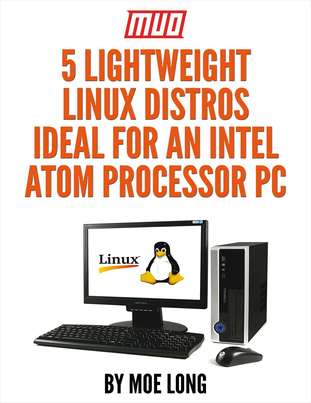 MUO
5 LIGHTWEIGHT
LINUX DISTROS
IDEAL FOR AN INTEL
ATOM PROCESSOR PC
Linux
BY MOE LONG